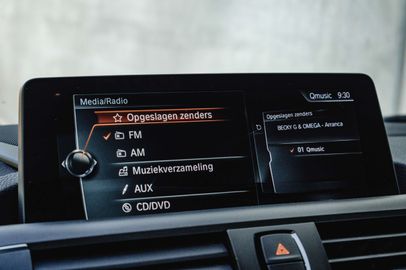 Qmusic 9:30
Media/Radio
Opgeslagen zenders
FM
AM
Muziekverzameling
AUX
CD/DVD
Opgeslagen zenders
BECKY G & OMEGA - Arranca
01 Qmusic